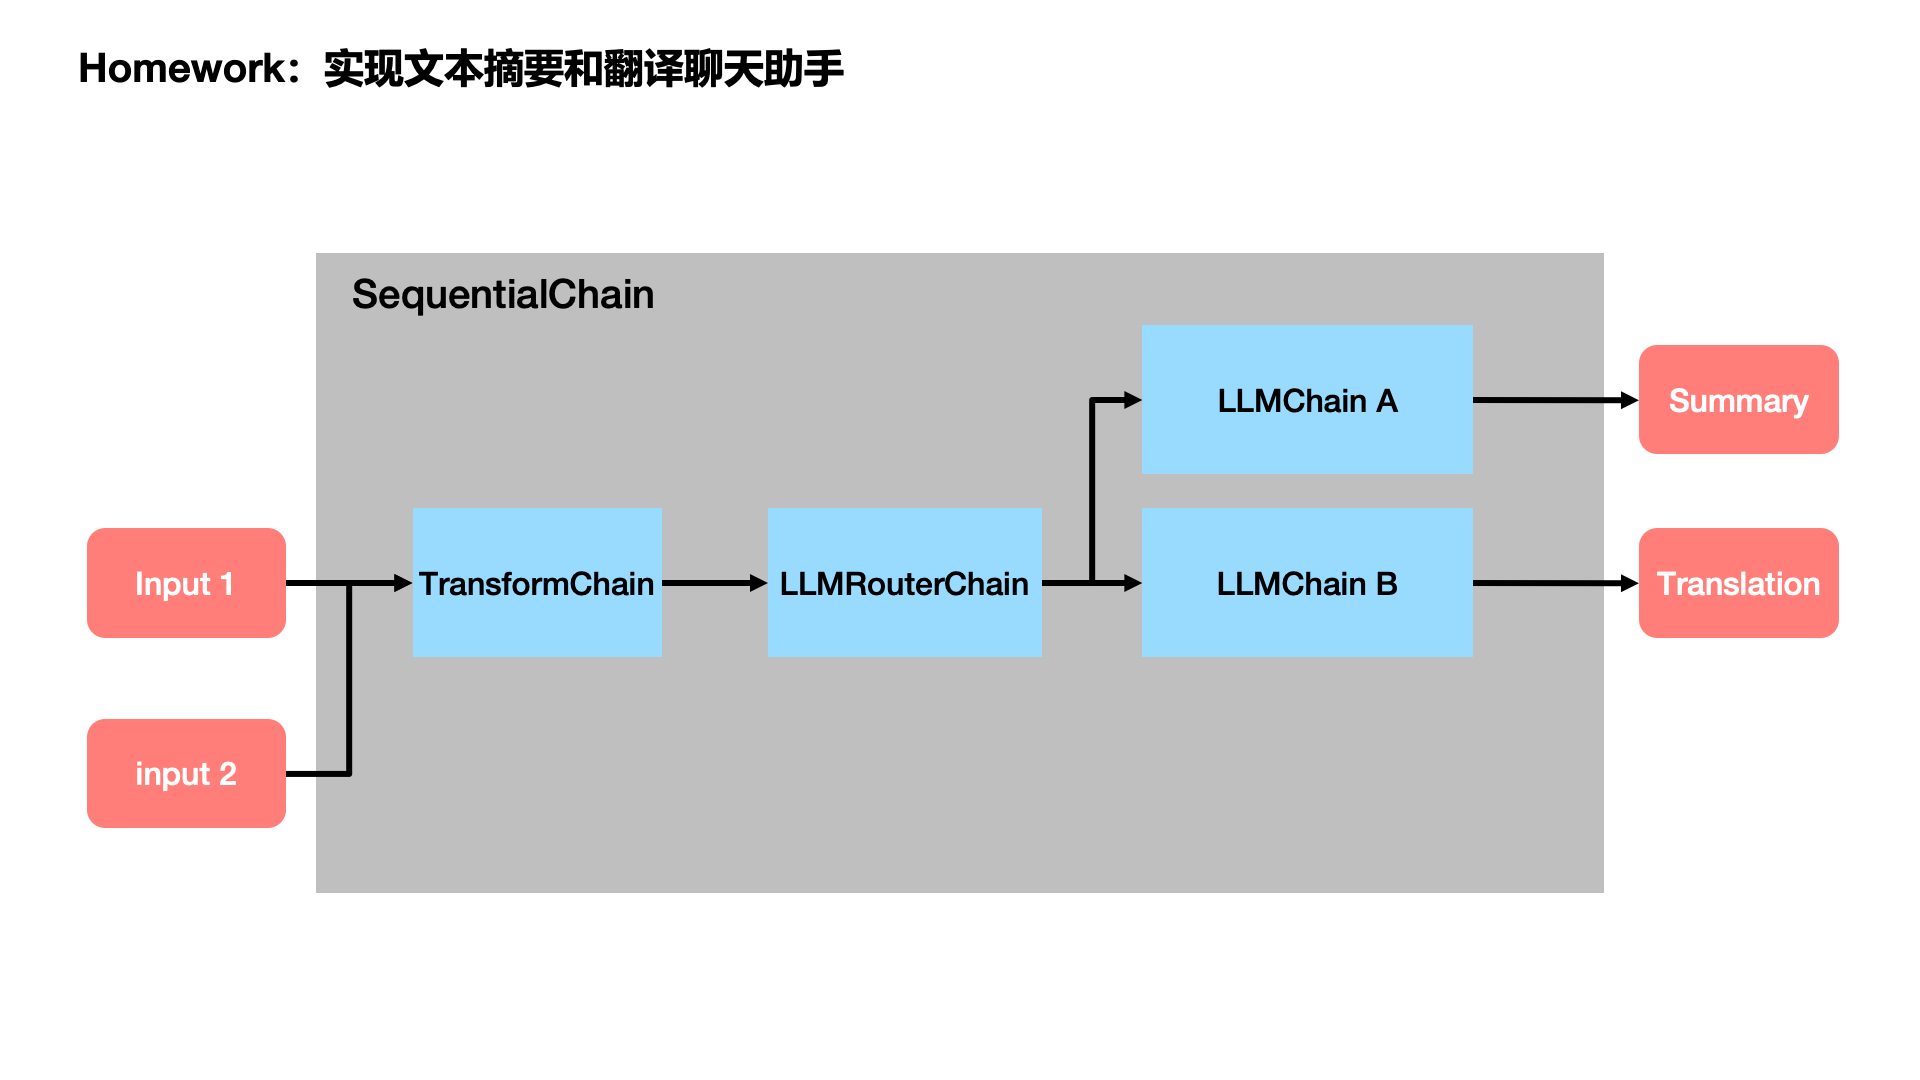 Homework：实现文本摘要和翻译聊天助手
SequentialChain
LLMChain A
Summary
Input 1
TransformChain
LLMRouterChain
LLMChain B
Translation
input 2